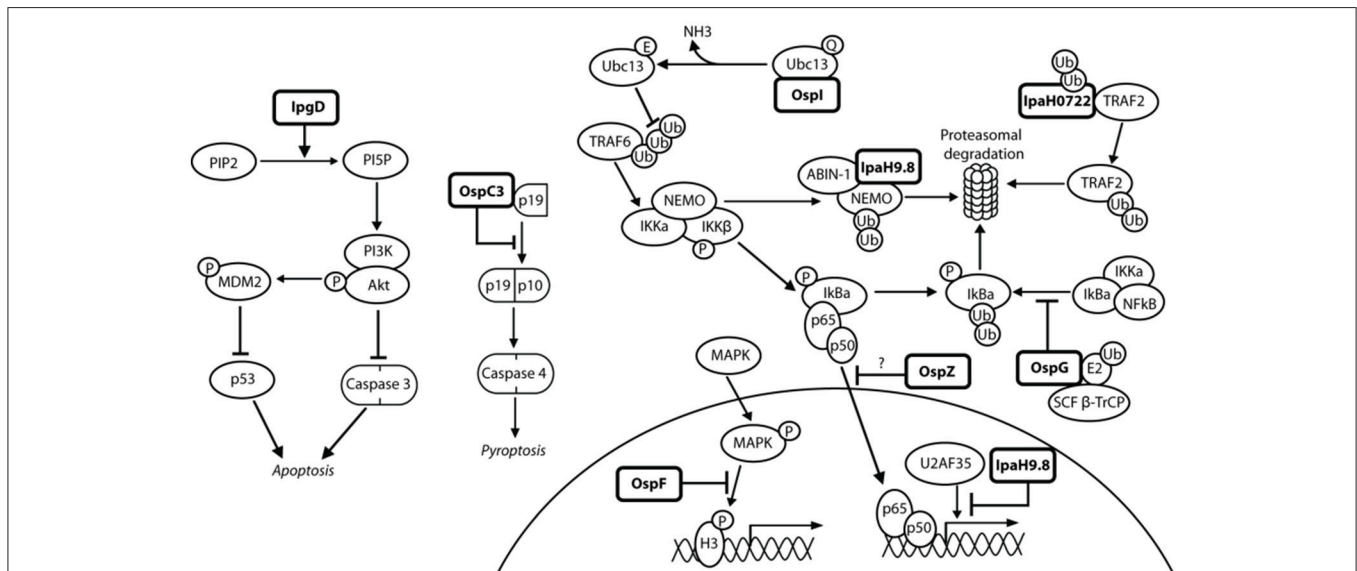 NH3
E
Ubc13
Q
Ubc13
OspI
Ub
Ub
IpaH0722
TRAF2
IpgD
PIP2
PI5P
TRAF6
Ub
Ub
Ub
Proteasomal
degradation
ABIN-1
IpaH9.8
NEMO
Ub
Ub
TRAF2
Ub
Ub
OspC3
p19
NEMO
IKKa
IKKβ
P
PI3K
Akt
P
P
MDM2
p19
p10
P
IkBa
p65
p50
P
IkBa
Ub
Ub
IKKa
IkBa
NFkB
MAPK
?
OspZ
OspG
E2
Ub
SCF β-TrCP
p53
Caspase 3
Caspase 4
Apoptosis
Pyroptosis
MAPK
P
U2AF35
IpaH9.8
OspF
P
H3
p65
p50